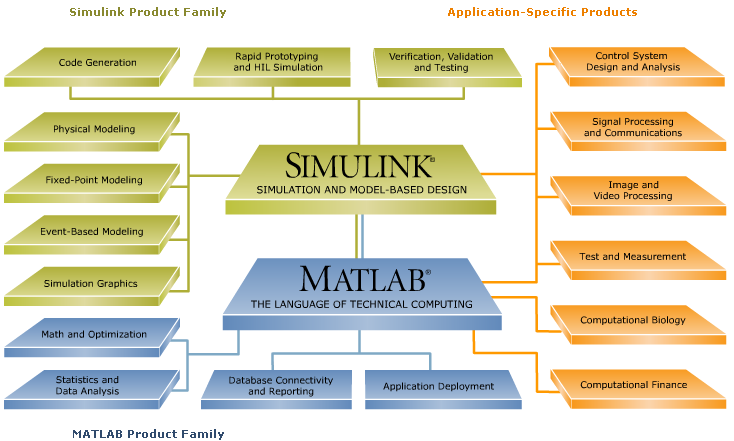 Simulink Product Family
Application-Specific Products
Code Generation
Rapid Prototyping
and HIL Simulation
Verification, Validation
and Testing
Control System
Design and Analysis
Physical Modeling
Signal Processing
and Communications
SIMULINK®
SIMULATION AND MODEL-BASED DESIGN
Fixed-Point Modeling
Image and
Video Processing
Event-Based Modeling
Test and Measurement
Simulation Graphics
MATLAB®
THE LANGUAGE OF TECHNICAL COMPUTING
Math and Optimization
Computational Biology
Statistics and
Data Analysis
Database Connectivity
and Reporting
Application Deployment
Computational Finance
MATLAB Product Family